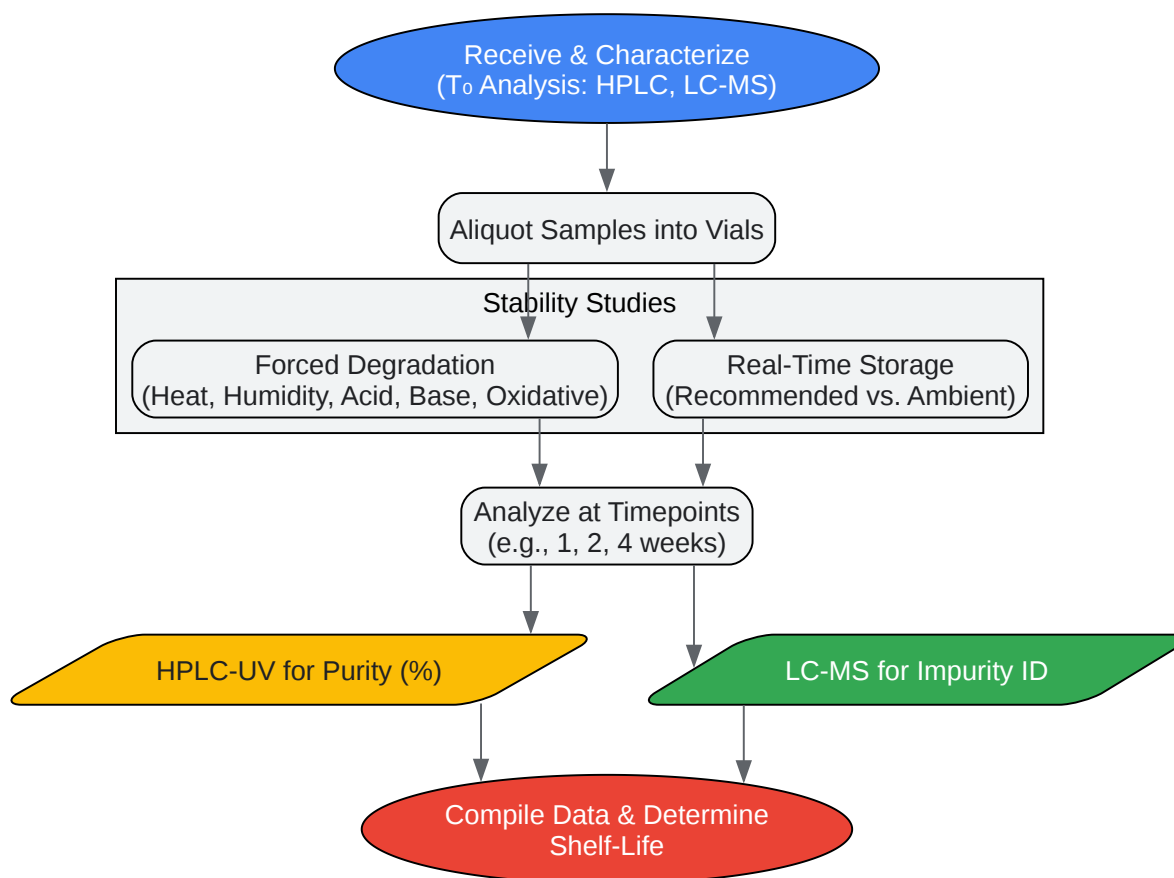 Receive & Characterize
(T₀ Analysis: HPLC, LC-MS)
Aliquot Samples into Vials
Stability Studies
Forced Degradation
(Heat, Humidity, Acid, Base, Oxidative)
Real-Time Storage
(Recommended vs. Ambient)
Analyze at Timepoints
(e.g., 1, 2, 4 weeks)
HPLC-UV for Purity (%)
LC-MS for Impurity ID
Compile Data & Determine
Shelf-Life